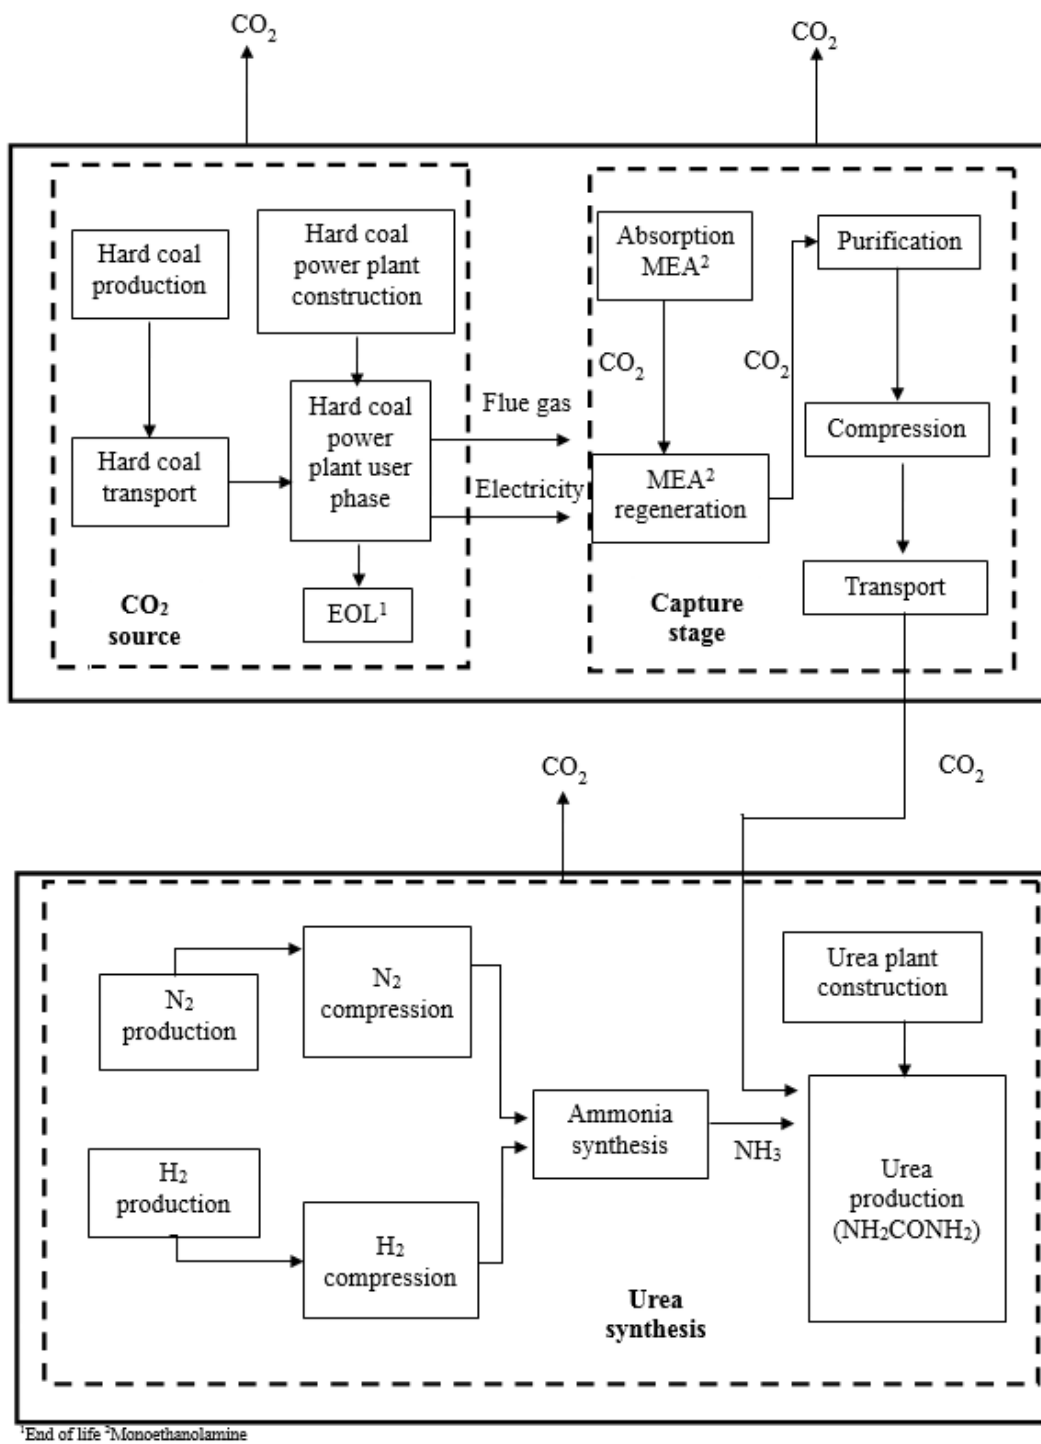 CO₂
CO₂
Hard coal
production
Hard coal
power plant
construction
Absorption
MEA²
Purification
CO₂
CO₂
Hard coal
transport
Hard coal
power
plant user
phase
Flue gas
Electricity
MEA²
regeneration
Compression
EOL¹
Transport
CO₂
source
Capture
stage
CO₂
CO₂
N₂
production
N₂
compression
Urea plant
construction
Ammonia
synthesis
NH₃
H₂
production
H₂
compression
Urea
production
(NH₂CONH₂)
Urea
synthesis
¹End of life ²Monoethanolamine